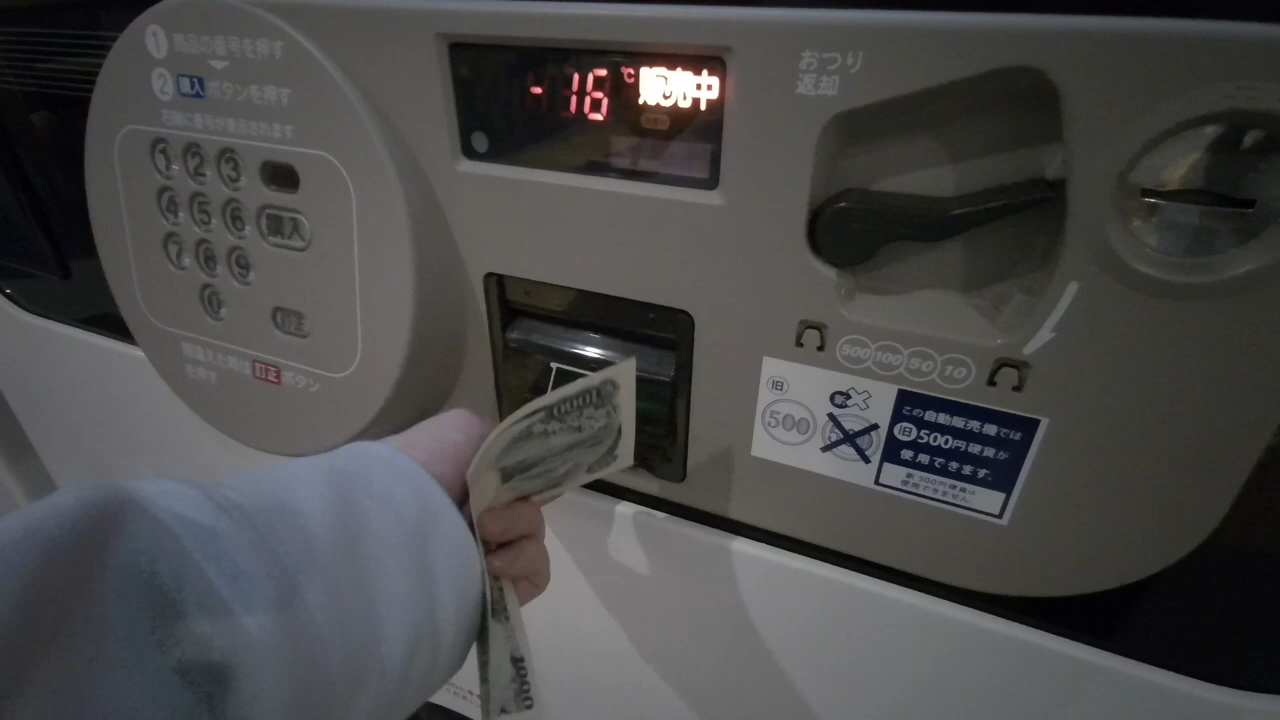 1 商品の番号を押す
2 購入 ボタンを押す
右側に番号が表示されます
1 2 3
4 5 6 購入
7 8 9
0 訂正
間違えた時は 訂正 ボタン
を押す
-16 ℃ 販売中
おつり
返却
500 100 50 10
旧 新
500
この自動販売機では
旧500円硬貨が
使用できます。
新500円硬貨は
使用できません。
1000
1000